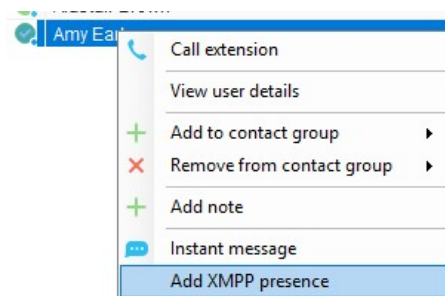 Amy Ear
Call extension
View user details
Add to contact group
Remove from contact group
Add note
Instant message
Add XMPP presence